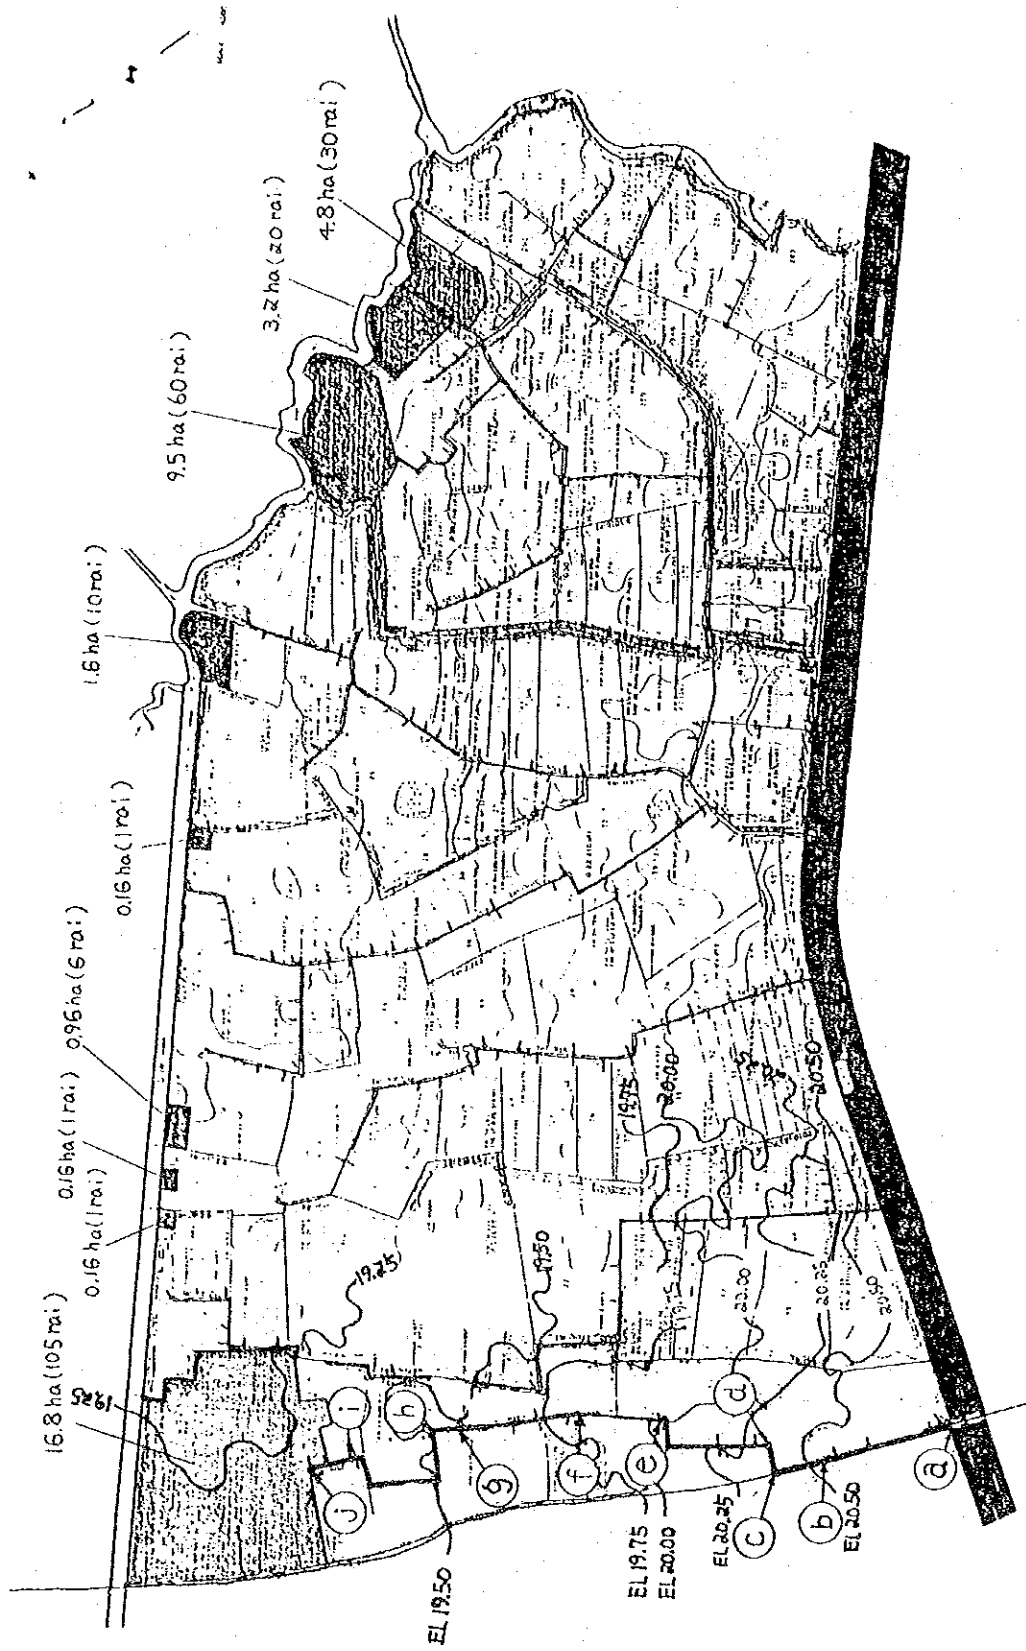 16.8 ha (105 rai)
0.16 ha (1 rai)
0.16 ha (1 rai)
0.96 ha (6 rai)
0.16 ha (1 rai)
1.6 ha (10 rai)
9.5 ha (60 rai)
3.2 ha (20 rai)
4.8 ha (30 rai)
19.25
19.25
19.50
19.75
20.00
20.50
19.75
20.00
20.25
20.50
j
i
h
g
f
e
d
c
b
a
EL 19.50
EL 19.75
EL 20.00
EL 20.25
EL 20.50